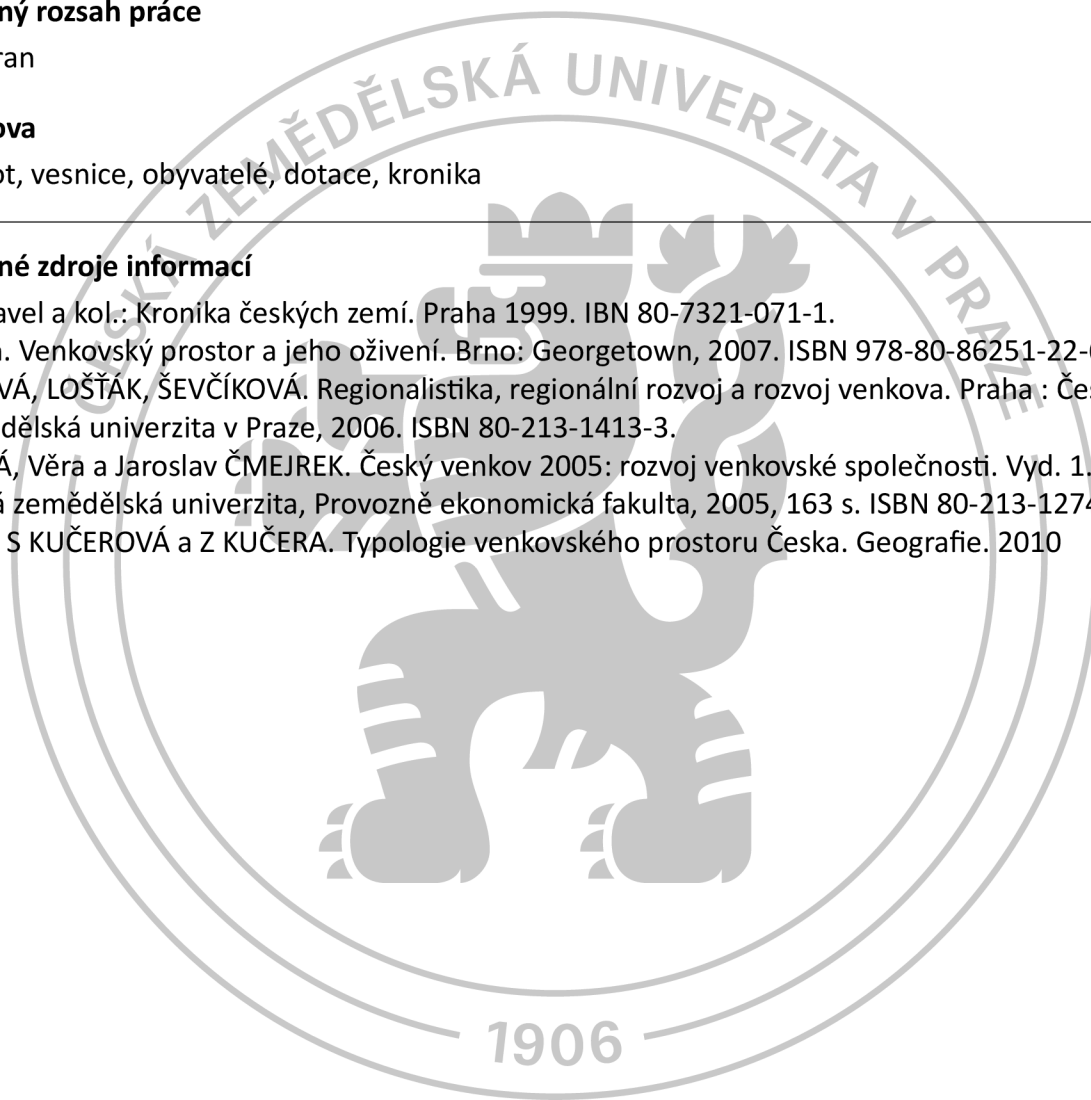 ný rozsah práce
ran
ova
ot, vesnice, obyvatelé, dotace, kronika
né zdroje informací
avel a kol.: Kronika českých zemí. Praha 1999. IBN 80-7321-071-1.
. Venkovský prostor a jeho oživení. Brno: Georgetown, 2007. ISBN 978-80-86251-22-
VÁ, LOŠŤÁK, ŠEVČÍKOVÁ. Regionalistika, regionální rozvoj a rozvoj venkova. Praha : Čes
dělská univerzita v Praze, 2006. ISBN 80-213-1413-3.
Á, Věra a Jaroslav ČMEJREK. Český venkov 2005: rozvoj venkovské společnosti. Vyd. 1.
á zemědělská univerzita, Provozně ekonomická fakulta, 2005, 163 s. ISBN 80-213-1274
S KUČEROVÁ a Z KUČERA. Typologie venkovského prostoru Česka. Geografie. 2010
ČESKÁ ZEMĚDĚLSKÁ UNIVERZITA V PRAZE
1906